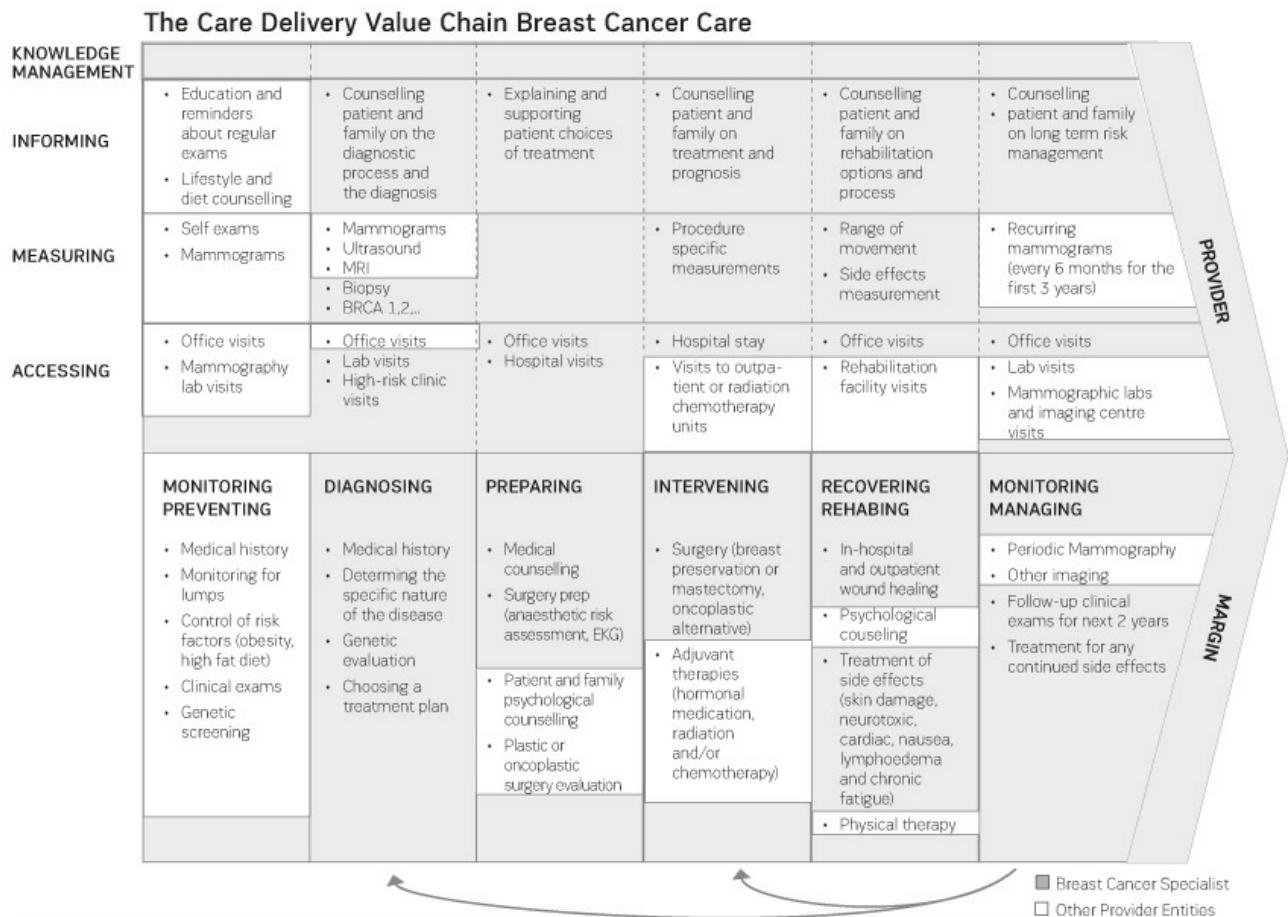 The Care Delivery Value Chain Breast Cancer Care
KNOWLEDGE
MANAGEMENT
INFORMING
• Education and
reminders
about regular
exams
• Lifestyle and
diet counselling
• Counselling
patient and
family on the
diagnostic
process and
the diagnosis
• Explaining and
supporting
patient choices
of treatment
• Counselling
patient and
family on
treatment and
prognosis
• Counselling
patient and
family on
rehabilitation
options and
process
• Counselling
• patient and family
on long term risk
management
MEASURING
• Self exams
• Mammograms
• Mammograms
• Ultrasound
• MRI
• Biopsy
• BRCA 1,2,..
• Procedure
specific
measurements
• Range of
movement
• Side effects
measurement
• Recurring
mammograms
(every 6 months for the
first 3 years)
ACCESSING
• Office visits
• Mammography
lab visits
• Office visits
• Lab visits
• High-risk clinic
visits
• Office visits
• Hospital visits
• Hospital stay
• Visits to outpa-
tient or radiation
chemotherapy
units
• Office visits
• Rehabilitation
facility visits
• Office visits
• Lab visits
• Mammographic labs
and imaging centre
visits
PROVIDER
MONITORING
PREVENTING
• Medical history
• Monitoring for
lumps
• Control of risk
factors (obesity,
high fat diet)
• Clinical exams
• Genetic
screening
DIAGNOSING
• Medical history
• Determing the
specific nature
of the disease
• Genetic
evaluation
• Choosing a
treatment plan
PREPARING
• Medical
counselling
• Surgery prep
(anaesthetic risk
assessment, EKG)
• Patient and family
psychological
counselling
• Plastic or
oncoplastic
surgery evaluation
INTERVENING
• Surgery (breast
preservation or
mastectomy,
oncoplastic
alternative)
• Adjuvant
therapies
(hormonal
medication,
radiation
and/or
chemotherapy)
RECOVERING
REHABING
• In-hospital
and outpatient
wound healing
• Psychological
couseling
• Treatment of
side effects
(skin damage,
neurotoxic,
cardiac, nausea,
lymphoedema
and chronic
fatigue)
• Physical therapy
MONITORING
MANAGING
• Periodic Mammography
• Other imaging
• Follow-up clinical
exams for next 2 years
• Treatment for any
continued side effects
MARGIN
Breast Cancer Specialist
Other Provider Entities